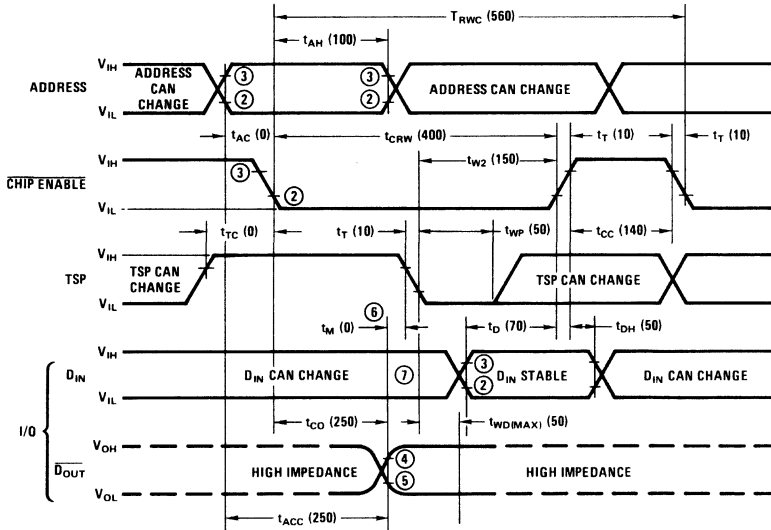 T_RWC (560)
t_AH (100)
ADDRESS
V_IH
V_IL
ADDRESS
CAN
CHANGE
③
②
③
②
ADDRESS CAN CHANGE
t_AC (0)
t_CRW (400)
t_T (10)
t_T (10)
t_W2 (150)
CHIP ENABLE
V_IH
V_IL
③
②
t_TC (0)
t_T (10)
t_WP (50)
t_CC (140)
TSP
V_IH
V_IL
TSP CAN
CHANGE
TSP CAN CHANGE
⑥
t_M (0)
t_D (70)
t_DH (50)
I/O
D_IN
V_IH
V_IL
D_IN CAN CHANGE
⑦
③
②
D_IN STABLE
D_IN CAN CHANGE
t_CO (250)
t_WD(MAX) (50)
D_OUT
V_OH
V_OL
HIGH IMPEDANCE
④
⑤
HIGH IMPEDANCE
t_ACC (250)